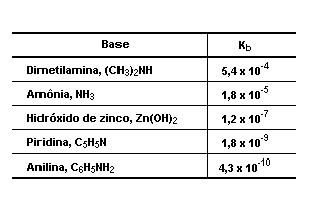 Base Kb
Dimetilamina, (CH3)2NH 5,4 x 10-4
Amônia, NH3 1,8 x 10-5
Hidróxido de zinco, Zn(OH)2 1,2 x 10-7
Piridina, C5H5N 1,8 x 10-9
Anilina, C6H5NH2 4,3 x 10-10